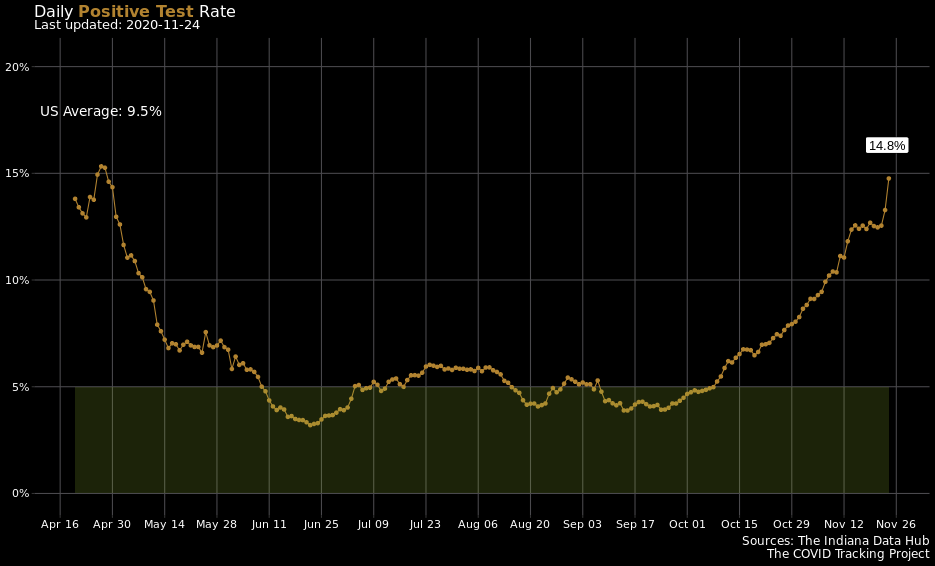 Daily Positive Test Rate
Last updated: 2020-11-24
20%
US Average: 9.5%
14.8%
15%
10%
5%
0%
Apr 16 Apr 30 May 14 May 28 Jun 11 Jun 25 Jul 09 Jul 23 Aug 06 Aug 20 Sep 03 Sep 17 Oct 01 Oct 15 Oct 29 Nov 12 Nov 26
Sources: The Indiana Data Hub
The COVID Tracking Project